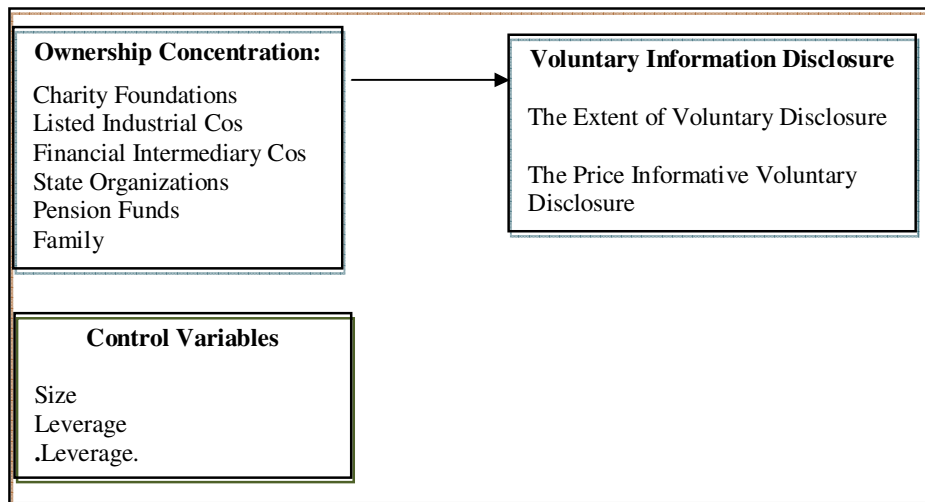 Ownership Concentration:
Charity Foundations
Listed Industrial Cos
Financial Intermediary Cos
State Organizations
Pension Funds
Family
Voluntary Information Disclosure
The Extent of Voluntary Disclosure
The Price Informative Voluntary
Disclosure
Control Variables
Size
Leverage
.Leverage.